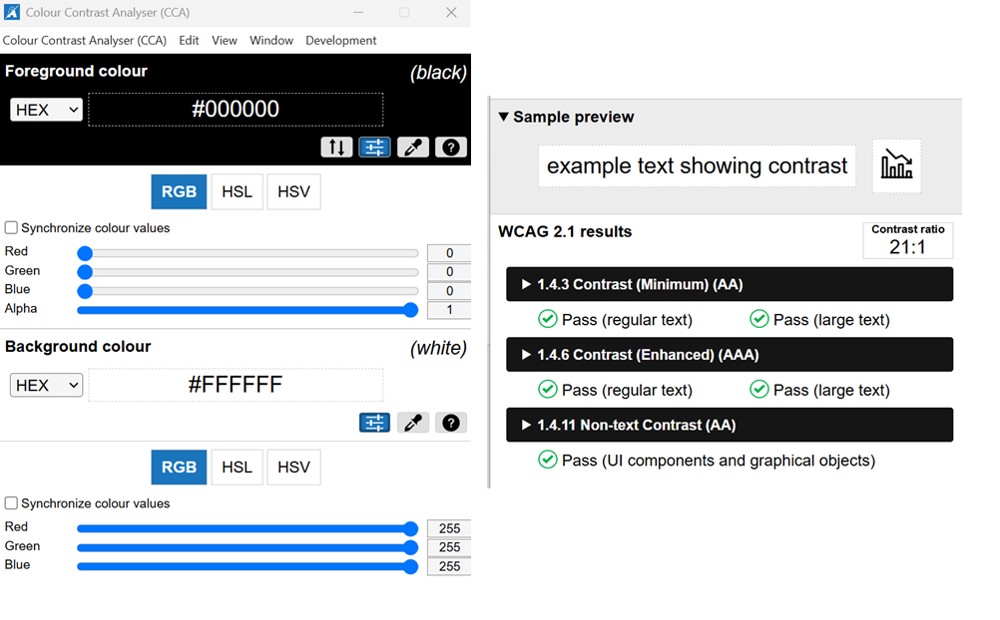 Colour Contrast Analyser (CCA)
Colour Contrast Analyser (CCA) Edit View Window Development
Foreground colour (black)
HEX #000000
?
RGB HSL HSV
Synchronize colour values
Red 0
Green 0
Blue 0
Alpha 1
Background colour (white)
HEX #FFFFFF
?
RGB HSL HSV
Synchronize colour values
Red 255
Green 255
Blue 255
Sample preview
example text showing contrast
WCAG 2.1 results
Contrast ratio
21:1
1.4.3 Contrast (Minimum) (AA)
Pass (regular text) Pass (large text)
1.4.6 Contrast (Enhanced) (AAA)
Pass (regular text) Pass (large text)
1.4.11 Non-text Contrast (AA)
Pass (UI components and graphical objects)